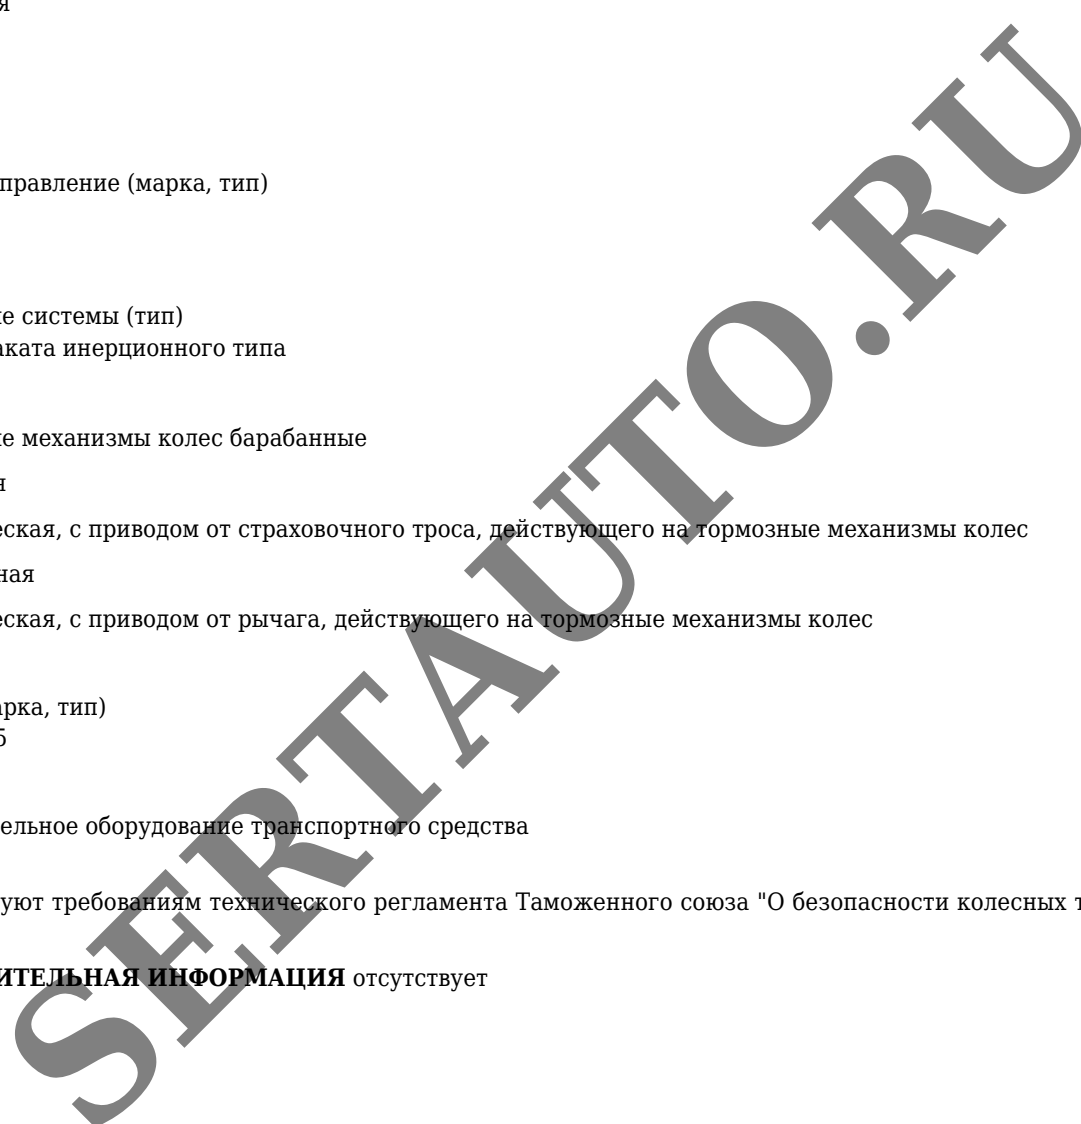 я
правление (марка, тип)
е системы (тип)
аката инерционного типа
е механизмы колес барабанные
я
еская, с приводом от страховочного троса, действующего на тормозные механизмы колес
ная
еская, с приводом от рычага, действующего на тормозные механизмы колес
арка, тип)
5
ельное оборудование транспортного средства
уют требованиям технического регламента Таможенного союза "О безопасности колесных т
ИТЕЛЬНАЯ ИНФОРМАЦИЯ отсутствует
SERTAUTO.RU